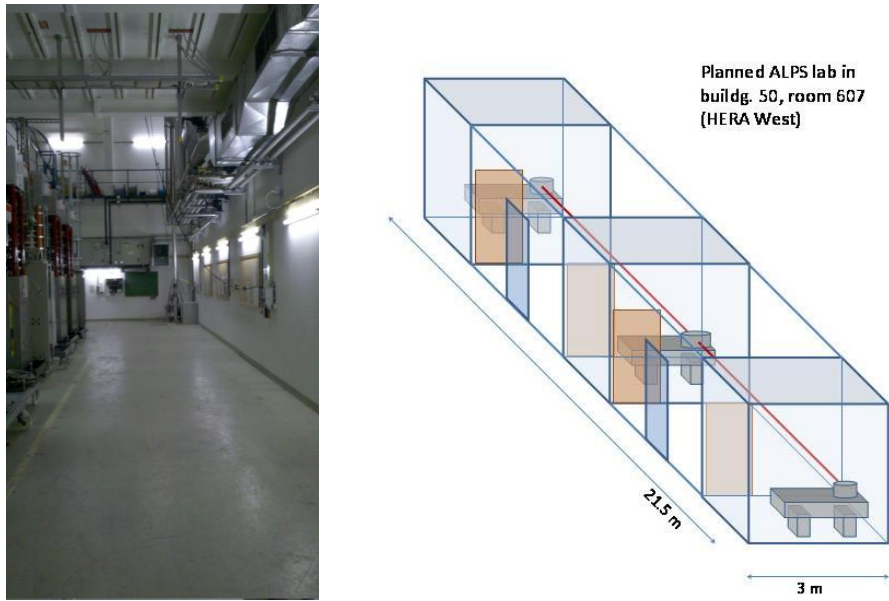 Planned ALPS lab in
buildg. 50, room 607
(HERA West)
21.5 m
3 m